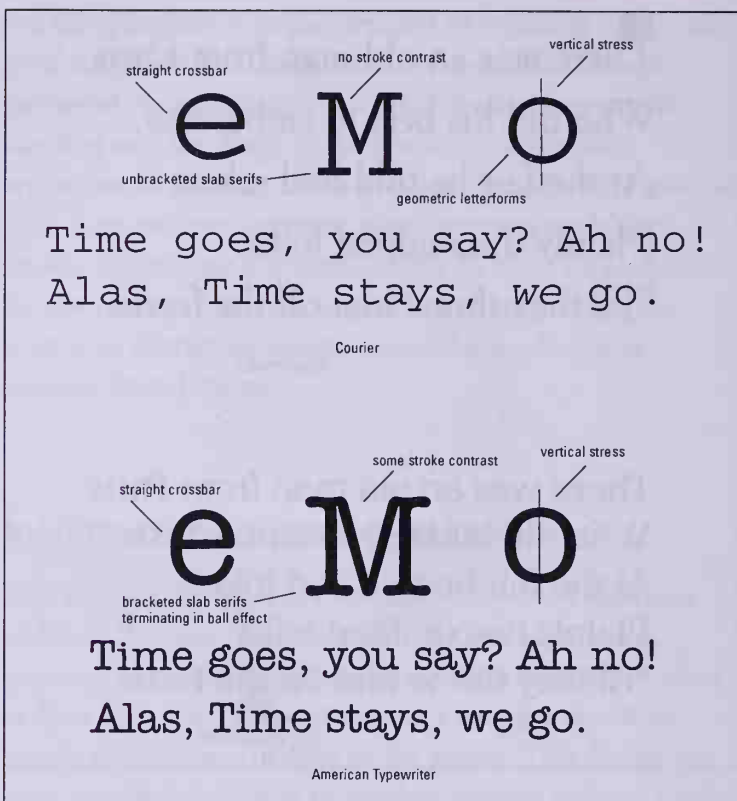 no stroke contrast
vertical stress
straight crossbar
e M o
unbracketed slab serifs
geometric letterforms
Time goes, you say? Ah no!
Alas, Time stays, we go.
Courier
some stroke contrast
vertical stress
straight crossbar
e M o
bracketed slab serifs
terminating in ball effect
Time goes, you say? Ah no!
Alas, Time stays, we go.
American Typewriter